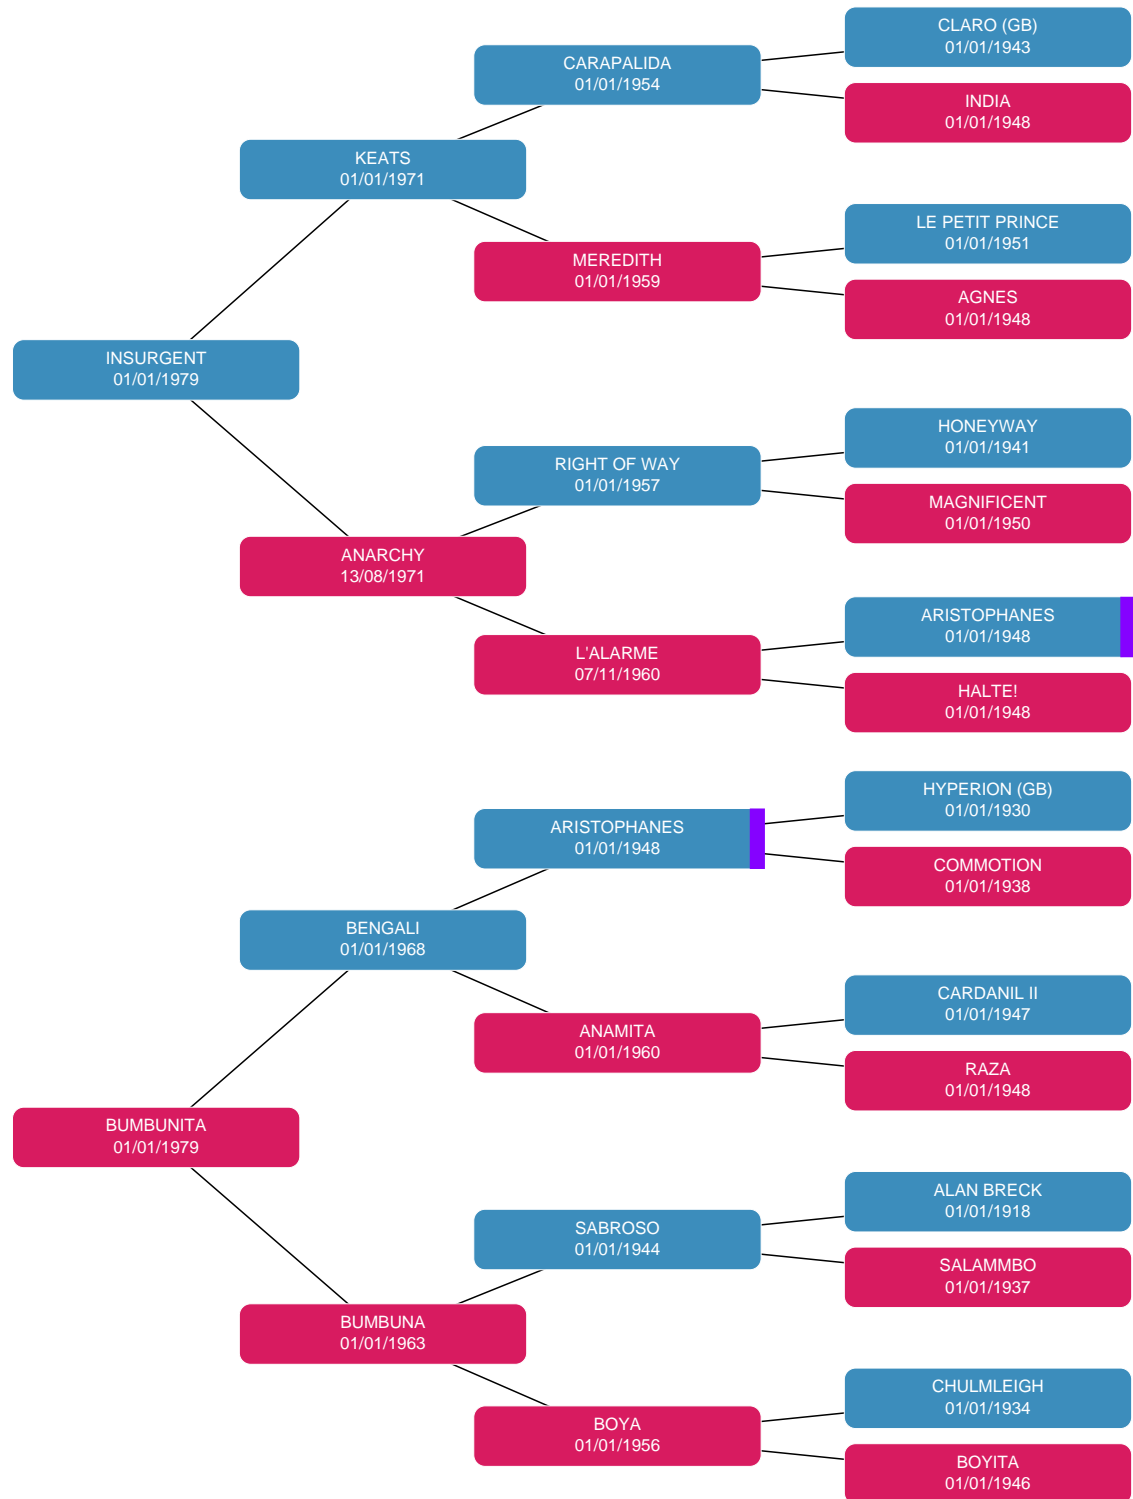 CLARO (GB)
01/01/1943
CARAPALIDA
01/01/1954
INDIA
01/01/1948
KEATS
01/01/1971
LE PETIT PRINCE
01/01/1951
MEREDITH
01/01/1959
AGNES
01/01/1948
INSURGENT
01/01/1979
HONEYWAY
01/01/1941
RIGHT OF WAY
01/01/1957
MAGNIFICENT
01/01/1950
ANARCHY
13/08/1971
ARISTOPHANES
01/01/1948
L'ALARME
07/11/1960
HALTE!
01/01/1948
HYPERION (GB)
01/01/1930
ARISTOPHANES
01/01/1948
COMMOTION
01/01/1938
BENGALI
01/01/1968
CARDANIL II
01/01/1947
ANAMITA
01/01/1960
RAZA
01/01/1948
BUMBUNITA
01/01/1979
ALAN BRECK
01/01/1918
SABROSO
01/01/1944
SALAMMBO
01/01/1937
BUMBUNA
01/01/1963
CHULMLEIGH
01/01/1934
BOYA
01/01/1956
BOYITA
01/01/1946